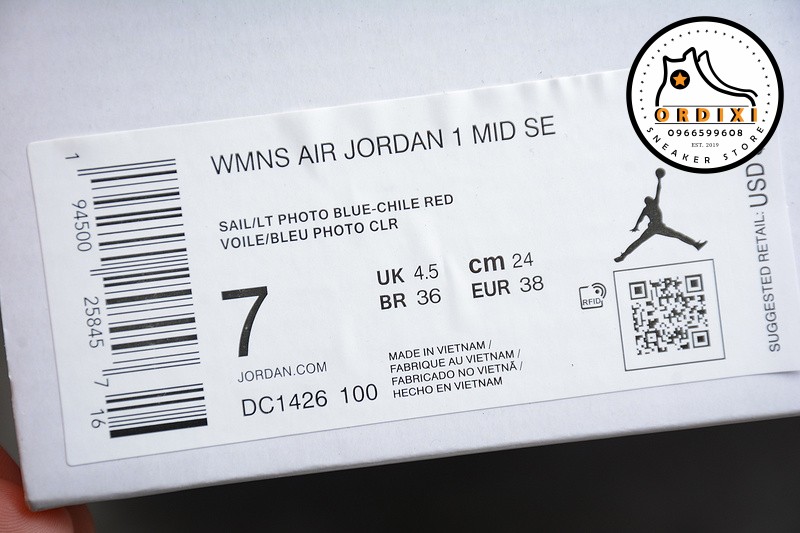 WMNS AIR JORDAN 1 MID SE
SAIL/LT PHOTO BLUE-CHILE RED
VOILE/BLEU PHOTO CLR
7
UK 4.5
cm 24
BR 36
EUR 38
JORDAN.COM
DC1426 100
MADE IN VIETNAM /
FABRIQUE AU VIETNAM /
FABRICADO NO VIETNÃ /
HECHO EN VIETNAM
RFID
SUGGESTED RETAIL: USD
1 94500 25845 7 16
ORDIXI
0966599608
EST. 2019
SNEAKER STORE